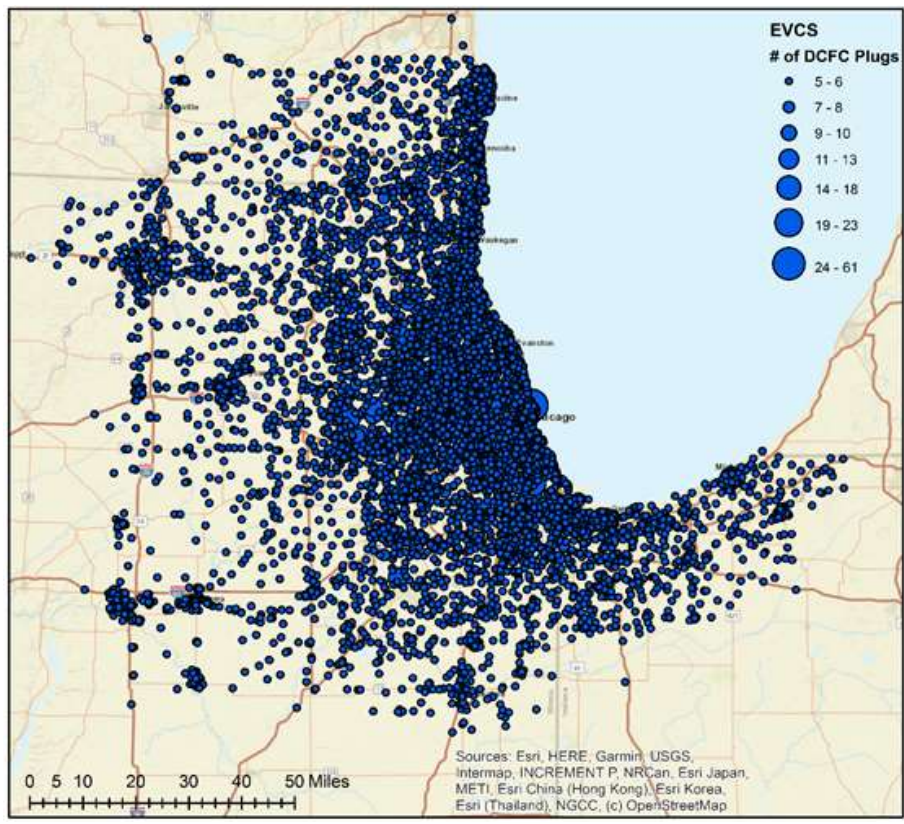 EVCS
# of DCFC Plugs
5 - 6
7 - 8
9 - 10
11 - 13
14 - 18
19 - 23
24 - 61
Waukegan
Evanston
0 5 10 20 30 40 50 Miles
Sources: Esri, HERE, Garmin, USGS,
Intermap, INCREMENT P, NRCan, Esri Japan,
METI, Esri China (Hong Kong), Esri Korea,
Esri (Thailand), NGCC, (c) OpenStreetMap